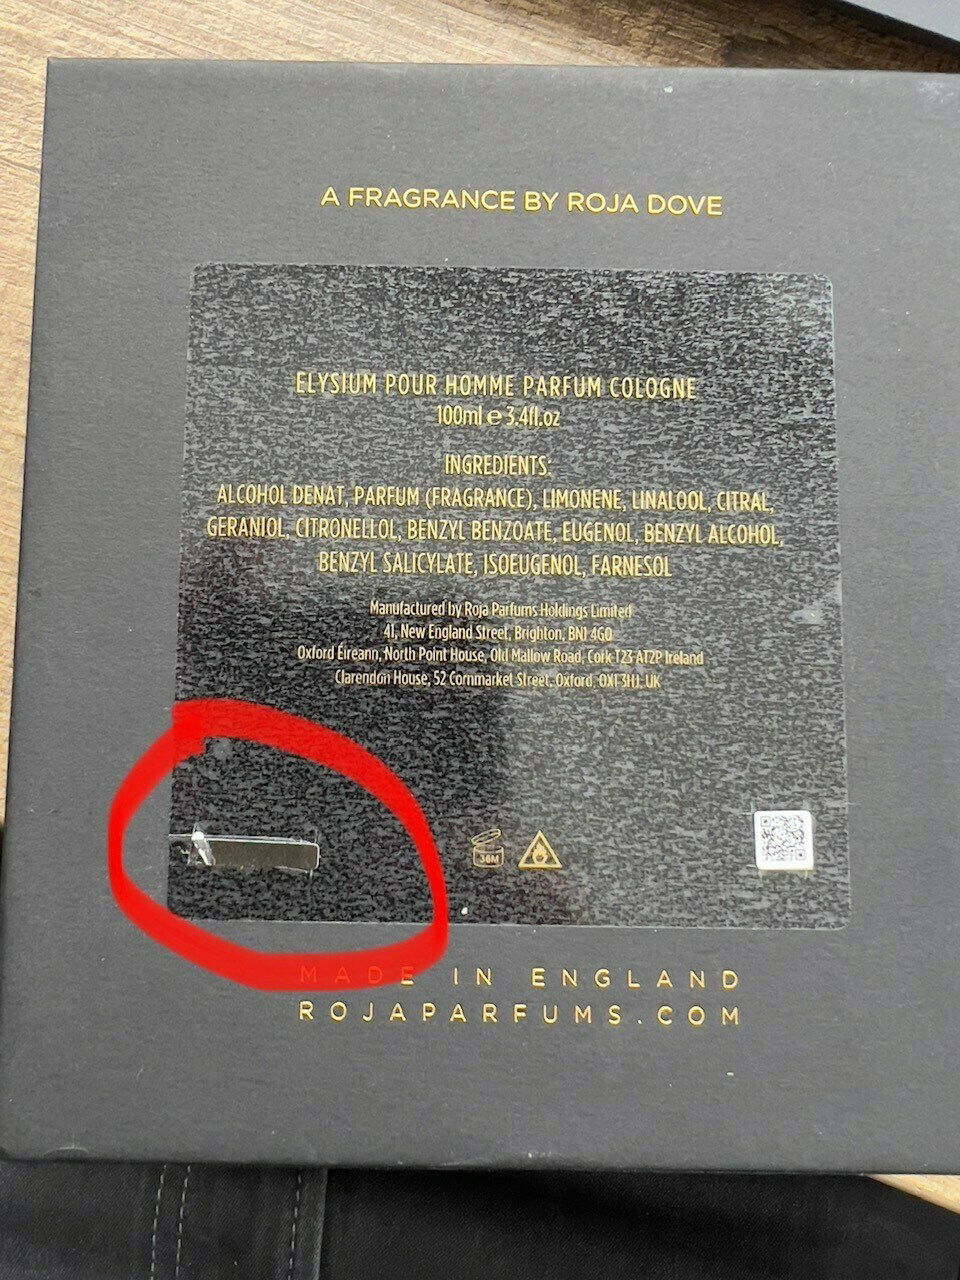 A FRAGRANCE BY ROJA DOVE
ELYSIUM POUR HOMME PARFUM COLOGNE
100ml ℮ 3.4fl.oz
INGREDIENTS:
ALCOHOL DENAT, PARFUM (FRAGRANCE), LIMONENE, LINALOOL, CITRAL,
GERANIOL, CITRONELLOL, BENZYL BENZOATE, EUGENOL, BENZYL ALCOHOL,
BENZYL SALICYLATE, ISOEUGENOL, FARNESOL
Manufactured by Roja Parfums Holdings Limited
41, New England Street, Brighton, BN1 4GQ
Oxford Éireann, North Point House, Old Mallow Road, Cork T23 AT2P Ireland
Clarendon House, 52 Cornmarket Street, Oxford, OX1 3HJ, UK
36M
MADE IN ENGLAND
ROJAPARFUMS.COM